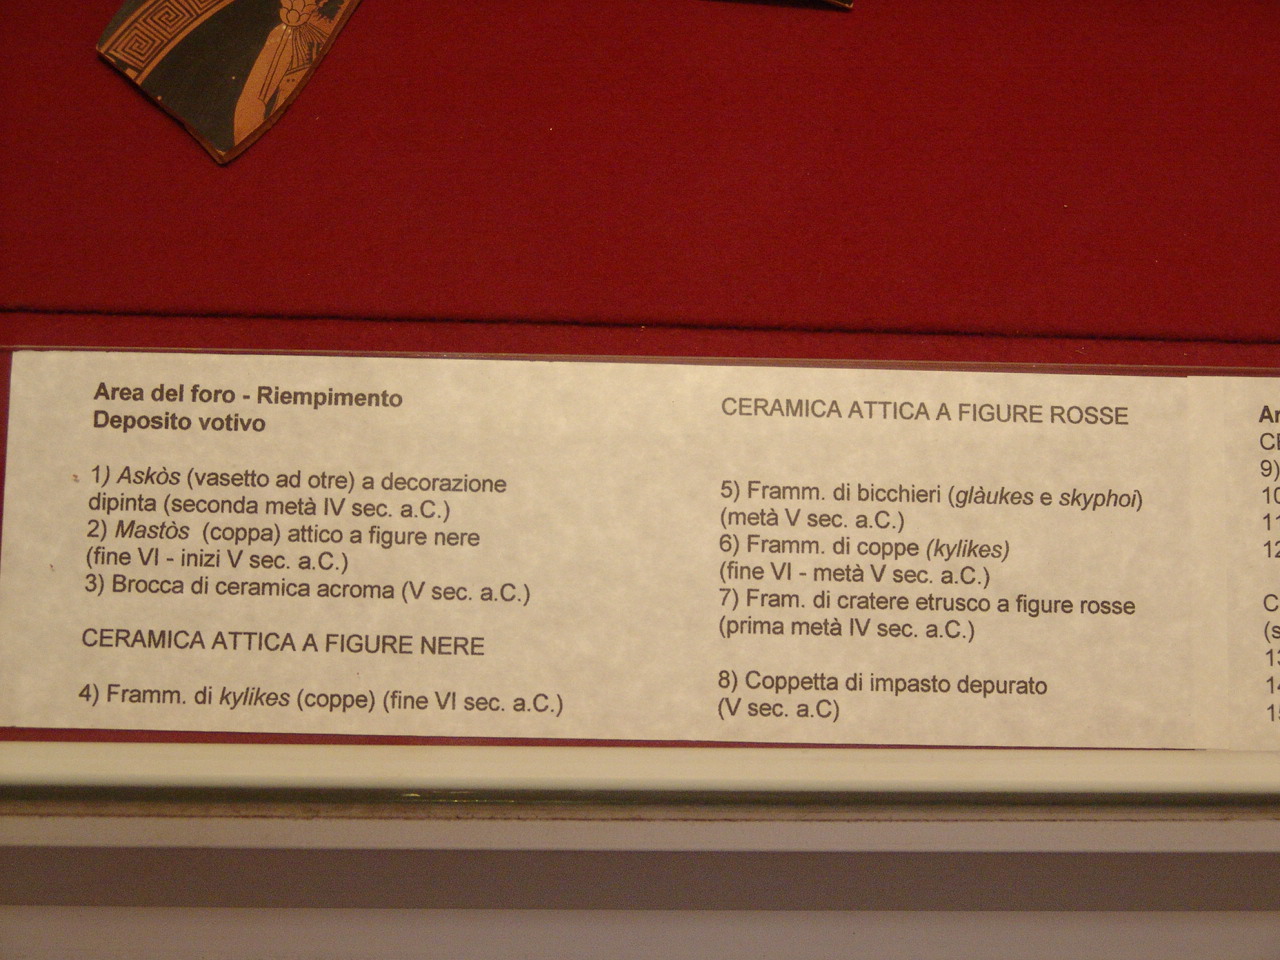 Area del foro - Riempimento
Deposito votivo
1) Askòs (vasetto ad otre) a decorazione
dipinta (seconda metà IV sec. a.C.)
2) Mastòs (coppa) attico a figure nere
(fine VI - inizi V sec. a.C.)
3) Brocca di ceramica acroma (V sec. a.C.)
CERAMICA ATTICA A FIGURE NERE
4) Framm. di kylikes (coppe) (fine VI sec. a.C.)
CERAMICA ATTICA A FIGURE ROSSE
5) Framm. di bicchieri (glàukes e skyphoi)
(metà V sec. a.C.)
6) Framm. di coppe (kylikes)
(fine VI - metà V sec. a.C.)
7) Fram. di cratere etrusco a figure rosse
(prima metà IV sec. a.C.)
8) Coppetta di impasto depurato
(V sec. a.C)
9)